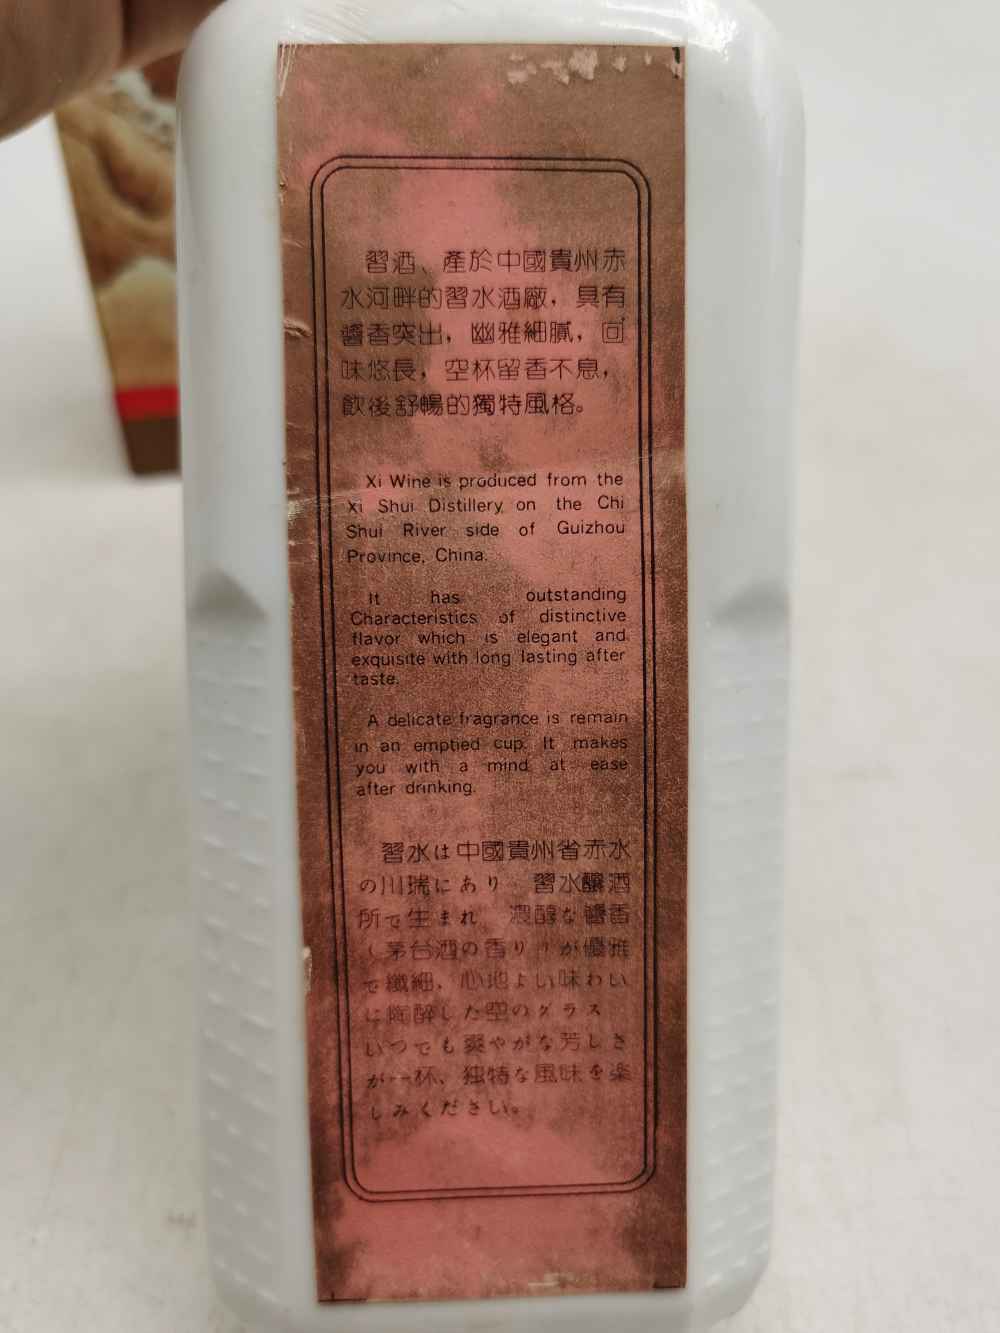 習酒、產於中國貴州赤
水河畔的習水酒廠，具有
醬香突出，幽雅細膩，回
味悠長，空杯留香不息，
飲後舒暢的獨特風格。
Xi Wine is produced from the
Xi Shui Distillery, on the Chi
Shui River side of Guizhou
Province, China.
It has outstanding
Characteristics of distinctive
flavor which is elegant and
exquisite with long lasting after
taste.
A delicate fragrance is remain
in an emptied cup. It makes
you with a mind at ease
after drinking.
習水は中國貴州省赤水
の川瑞にあり 習水釀酒
所で生まれ 濃醇な醬香
(茅台酒の香り)が優雅
で纖細、心地よい味わい
に陶醉した空のグラス
いつでも爽やがな芳しさ
が一杯、独特な風味を楽
しみください。